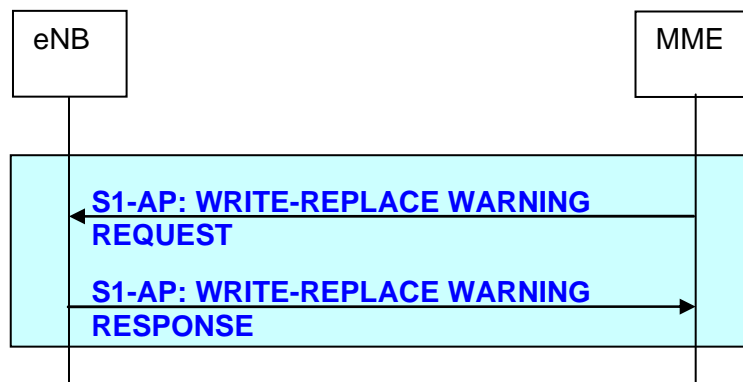 eNB
MME
S1-AP: WRITE-REPLACE WARNING
REQUEST
S1-AP: WRITE-REPLACE WARNING
RESPONSE